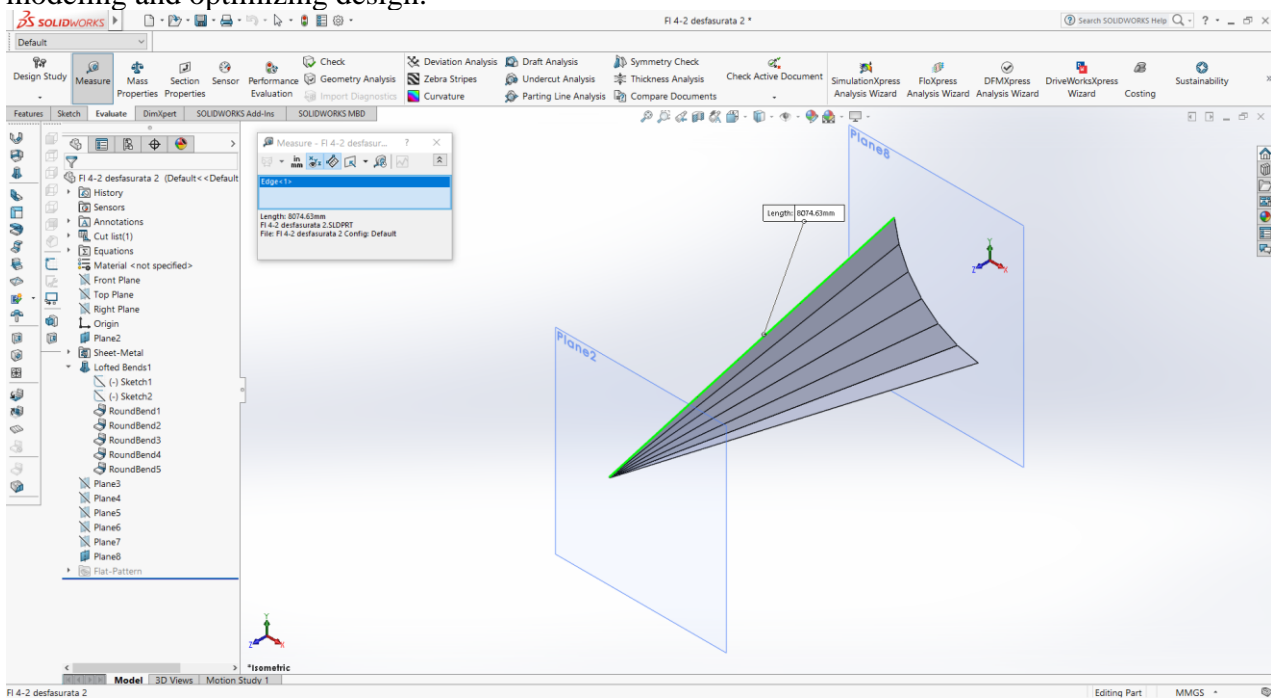 modeling and optimizing design.
SOLIDWORKS
FI 4-2 desfasurata 2 *
Search SOLIDWORKS Help
Default
Design Study
Measure
Mass Properties
Section Properties
Sensor
Performance Evaluation
Check
Geometry Analysis
Import Diagnostics
Deviation Analysis
Zebra Stripes
Curvature
Draft Analysis
Undercut Analysis
Parting Line Analysis
Symmetry Check
Thickness Analysis
Compare Documents
Check Active Document
SimulationXpress Analysis Wizard
FloXpress Analysis Wizard
DFMXpress Analysis Wizard
DriveWorksXpress Wizard
Costing
Sustainability
Features Sketch Evaluate DimXpert SOLIDWORKS Add-Ins SOLIDWORKS MBD
FI 4-2 desfasurata 2 (Default<<Default
History
Sensors
Annotations
Cut list(1)
Equations
Material <not specified>
Front Plane
Top Plane
Right Plane
Origin
Plane2
Sheet-Metal
Lofted Bends1
(-) Sketch1
(-) Sketch2
RoundBend1
RoundBend2
RoundBend3
RoundBend4
RoundBend5
Plane3
Plane4
Plane5
Plane6
Plane7
Plane8
Flat-Pattern
Measure - FI 4-2 desfasur... ?
in
mm
Edge<1>
Length: 8074.63mm
FI 4-2 desfasurata 2.SLDPRT
File: FI 4-2 desfasurata 2 Config: Default
Plane8
Length: 8074.63mm
Plane2
Y
Z X
Y
Z X
*Isometric
Model 3D Views Motion Study 1
FI 4-2 desfasurata 2
Editing Part MMGS